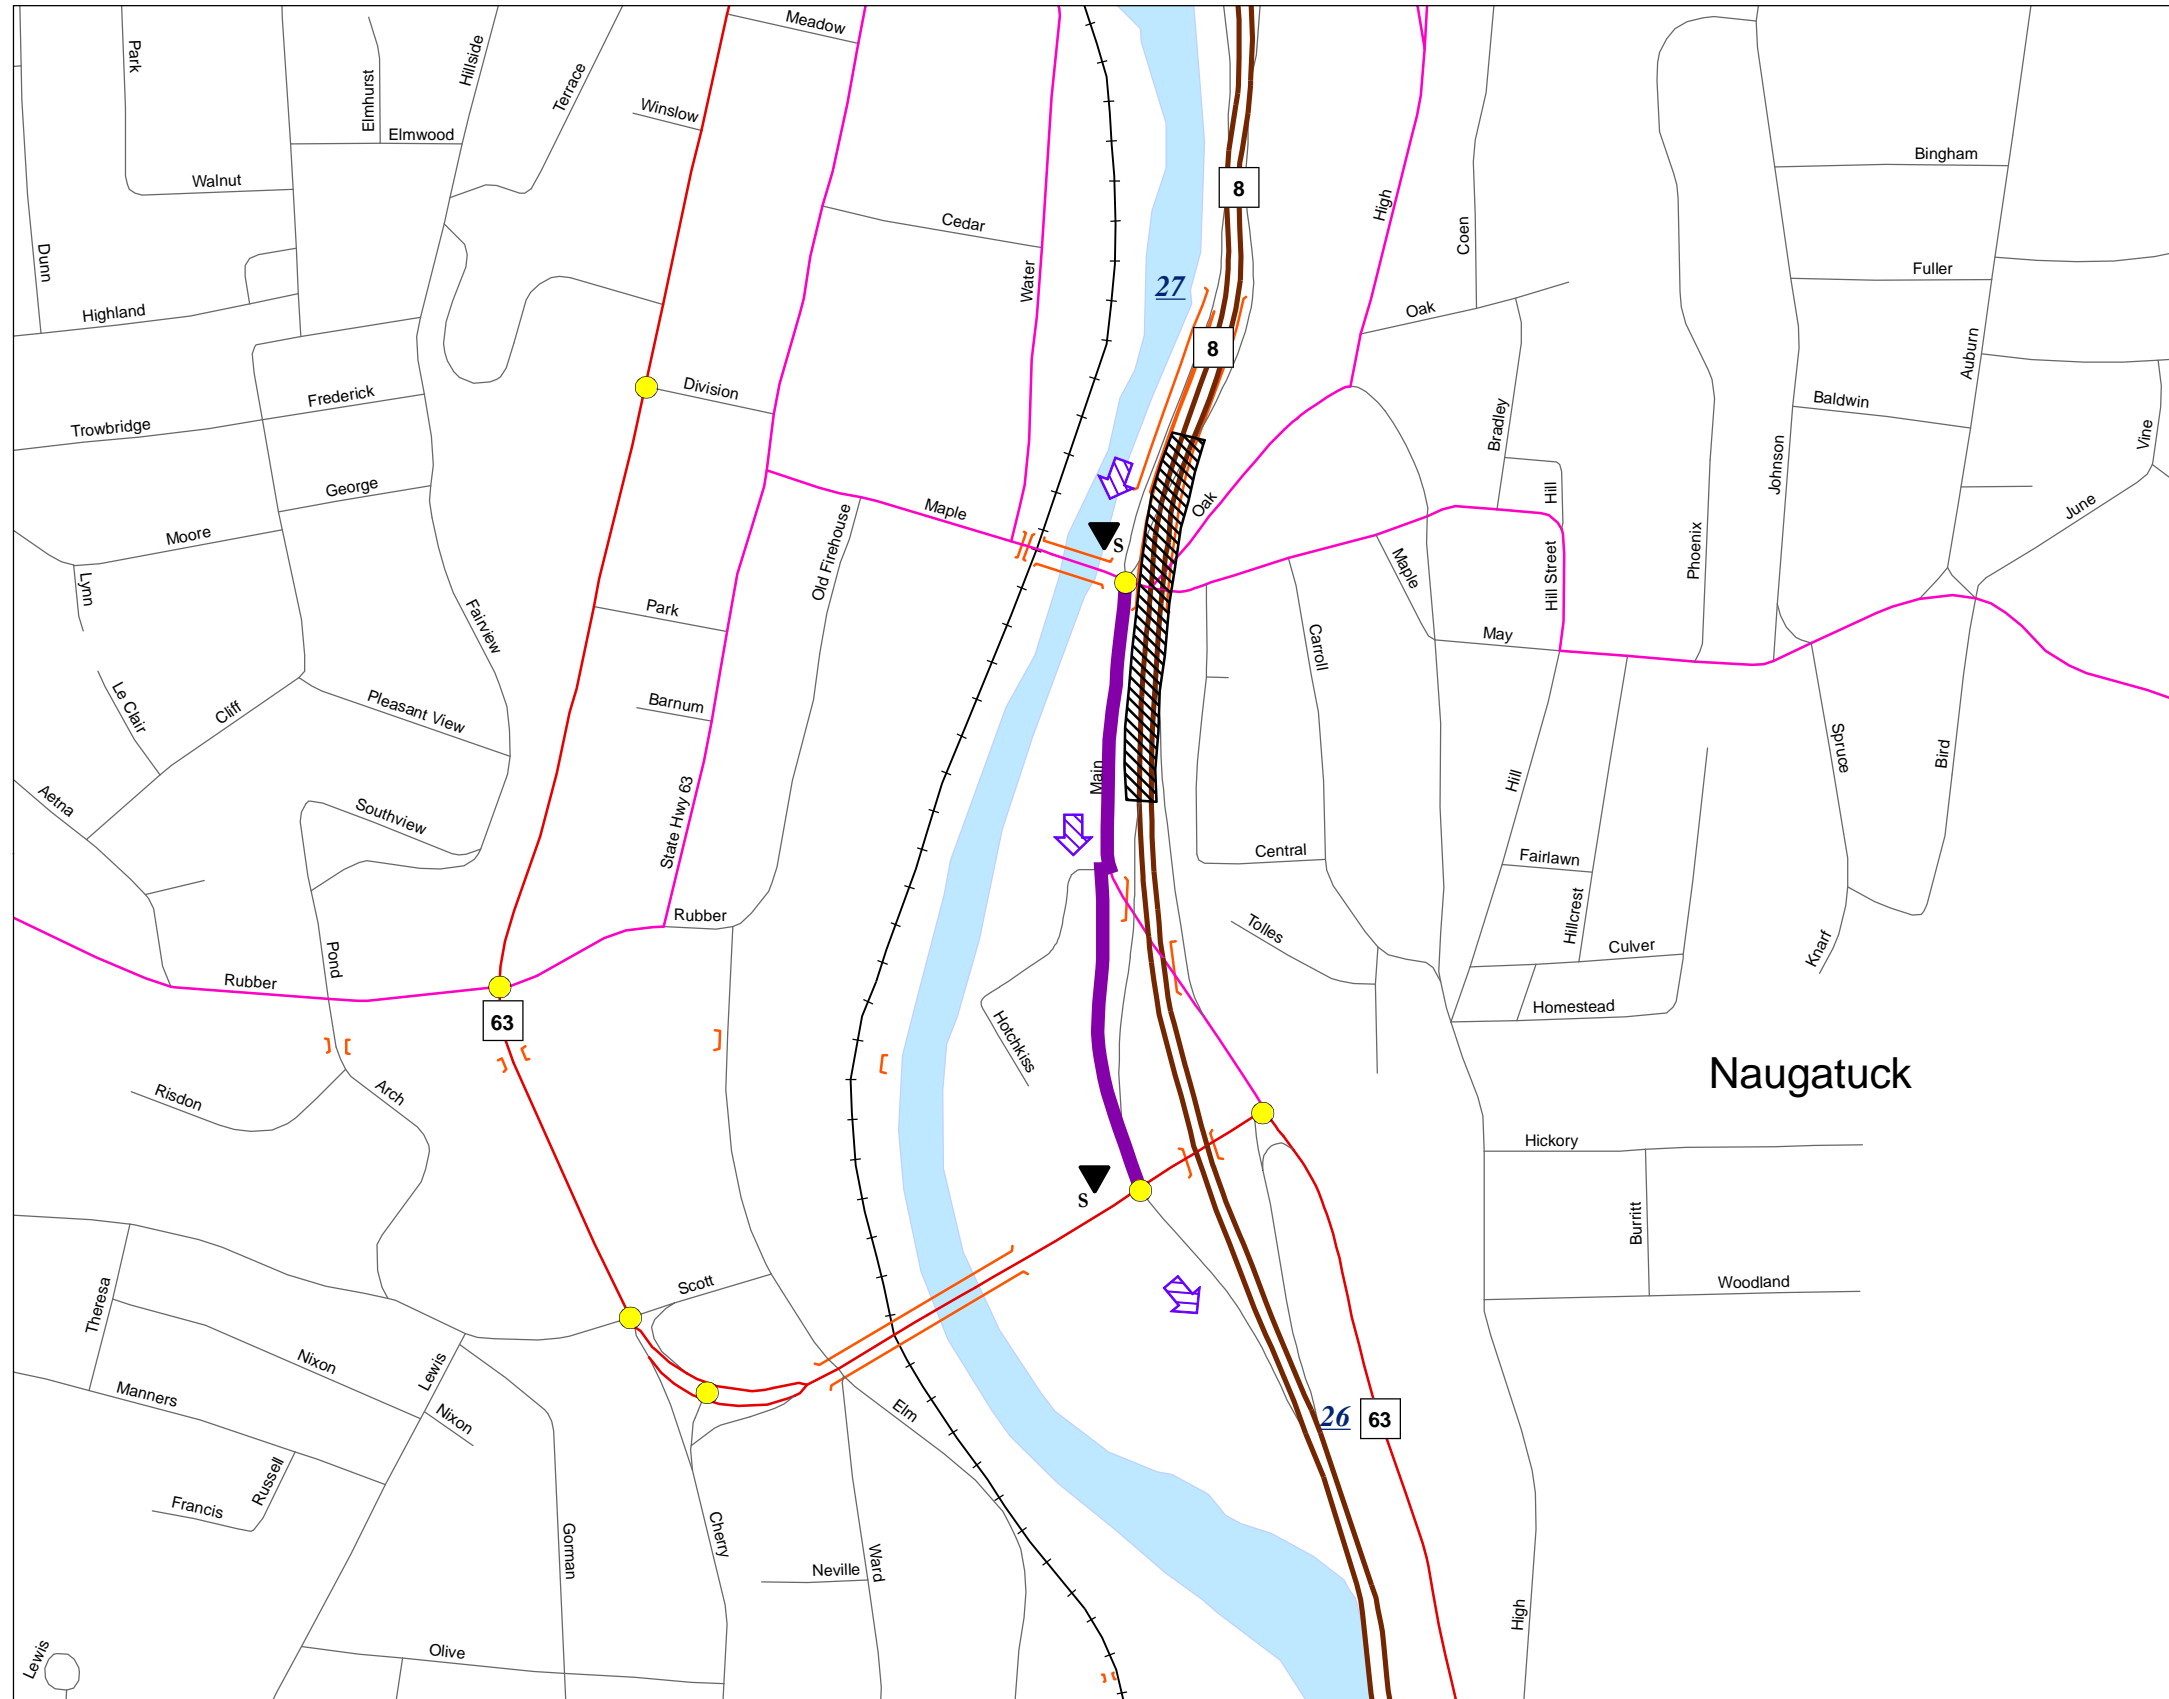 Meadow
Park
Elmhurst
Hillside
Terrace
Winslow
Elmwood
Walnut
8
Bingham
High
Coen
Cedar
Dunn
Water
27
Fuller
Highland
Oak
8
Auburn
Division
Frederick
Baldwin
Trowbridge
Bradley
Vine
Johnson
George
Hill
Oak
Maple
June
Moore
Old Firehouse
S
Phoenix
Hill Street
Maple
Lynn
Park
Fairview
May
Carroll
Le Clair
Cliff
Pleasant View
Barnum
Spruce
Bird
Main
Hill
Aetna
Southview
State Hwy 63
Central
Fairlawn
Rubber
Hillcrest
Tolles
Culver
Knarf
Pond
Rubber
Homestead
63
Hotchkiss
Naugatuck
Risdon
Arch
Hickory
S
Burritt
Scott
Woodland
Theresa
Nixon
Lewis
Manners
Nixon
Elm
26
63
Russell
Francis
Cherry
Gorman
Ward
Neville
High
Olive
Lewis